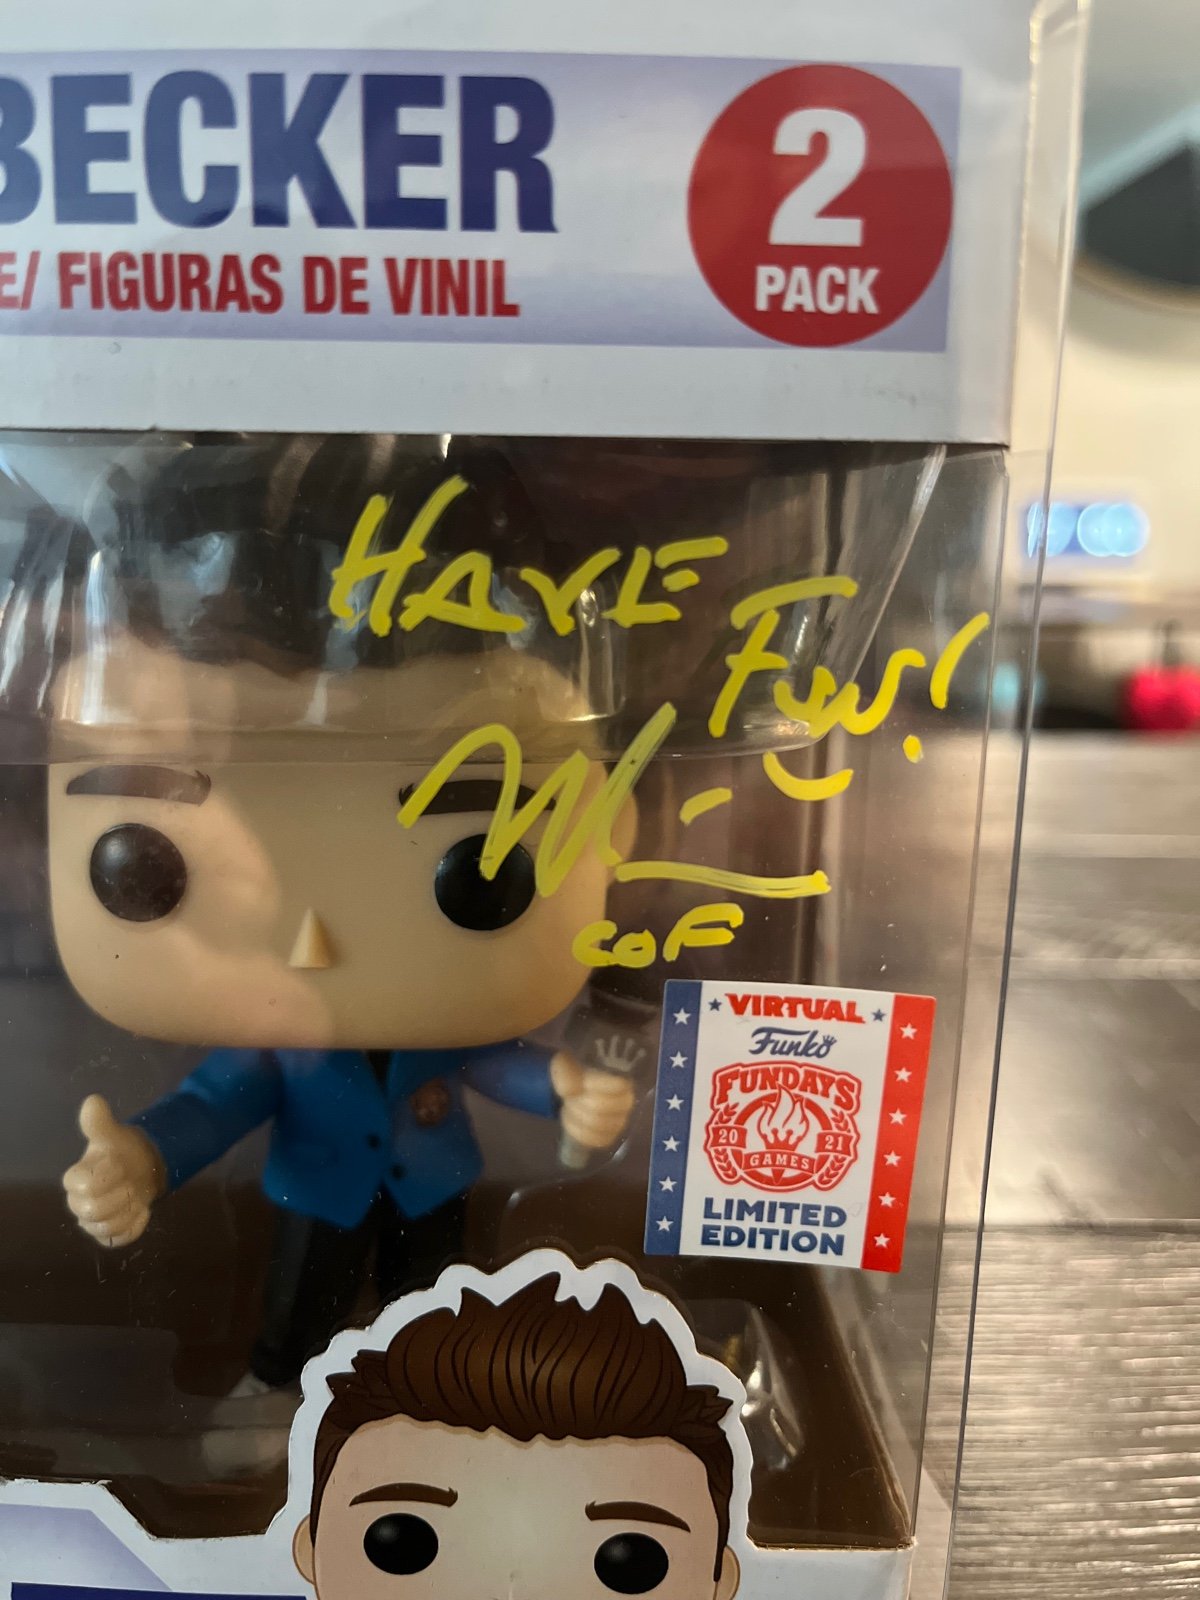 BECKER
E/ FIGURAS DE VINIL
2
PACK
HAVE
FUN!
COF
VIRTUAL
Funko
FUNDAYS
20 21
GAMES
LIMITED
EDITION